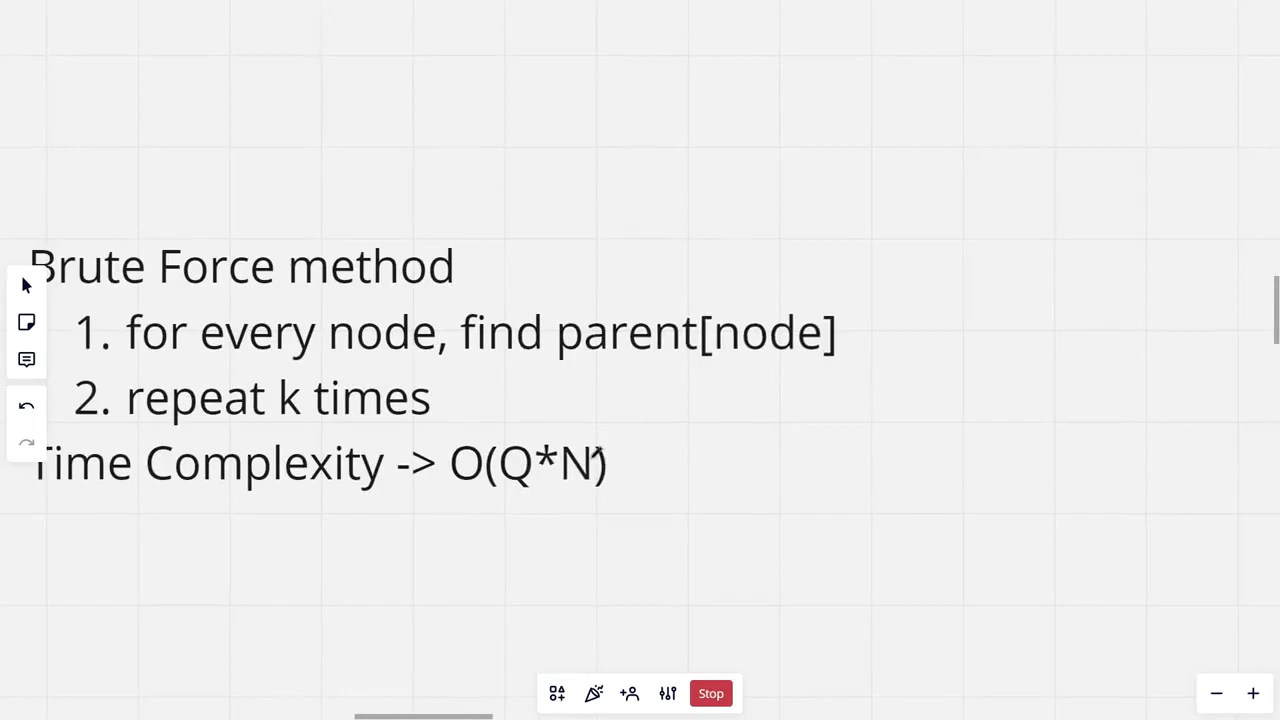 Brute Force method
1. for every node, find parent[node]
2. repeat k times
Time Complexity -> O(Q*N)
Stop